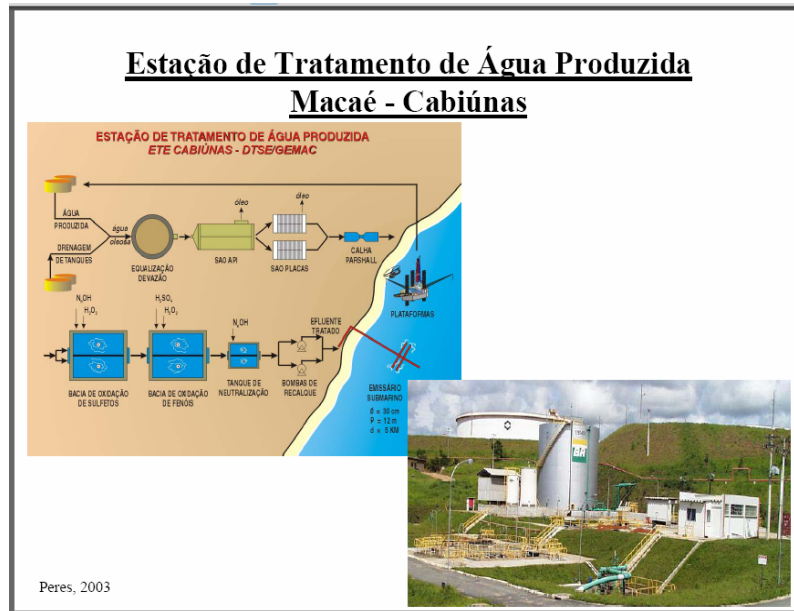 Estação de Tratamento de Água Produzida
Macaé - Cabiúnas
ESTAÇÃO DE TRATAMENTO DE ÁGUA PRODUZIDA
ETE CABIÚNAS - DTSE/GEMAC
ÁGUA
PRODUZIDA
DRENAGEM
DE TANQUES
água
oleosa
EQUALIZAÇÃO
DE VAZÃO
óleo
SAO API
óleo
SAO PLACAS
CALHA
PARSHALL
PLATAFORMAS
NaOH
H2O2
BACIA DE OXIDAÇÃO
DE SULFETOS
H2SO4
H2O2
BACIA DE OXIDAÇÃO
DE FENÓIS
NaOH
TANQUE DE
NEUTRALIZAÇÃO
BOMBAS DE
RECALQUE
EFLUENTE
TRATADO
EMISSÁRIO
SUBMARINO
P = 12 m
d = 5 KM
BR
Peres, 2003